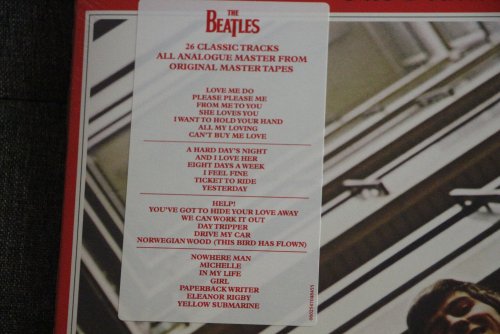 THE
BEATLES
26 CLASSIC TRACKS
ALL ANALOGUE MASTER FROM
ORIGINAL MASTER TAPES
LOVE ME DO
PLEASE PLEASE ME
FROM ME TO YOU
SHE LOVES YOU
I WANT TO HOLD YOUR HAND
ALL MY LOVING
CAN'T BUY ME LOVE
A HARD DAY'S NIGHT
AND I LOVE HER
EIGHT DAYS A WEEK
I FEEL FINE
TICKET TO RIDE
YESTERDAY
HELP!
YOU'VE GOT TO HIDE YOUR LOVE AWAY
WE CAN WORK IT OUT
DAY TRIPPER
DRIVE MY CAR
NORWEGIAN WOOD (THIS BIRD HAS FLOWN)
NOWHERE MAN
MICHELLE
IN MY LIFE
GIRL
PAPERBACK WRITER
ELEANOR RIGBY
YELLOW SUBMARINE